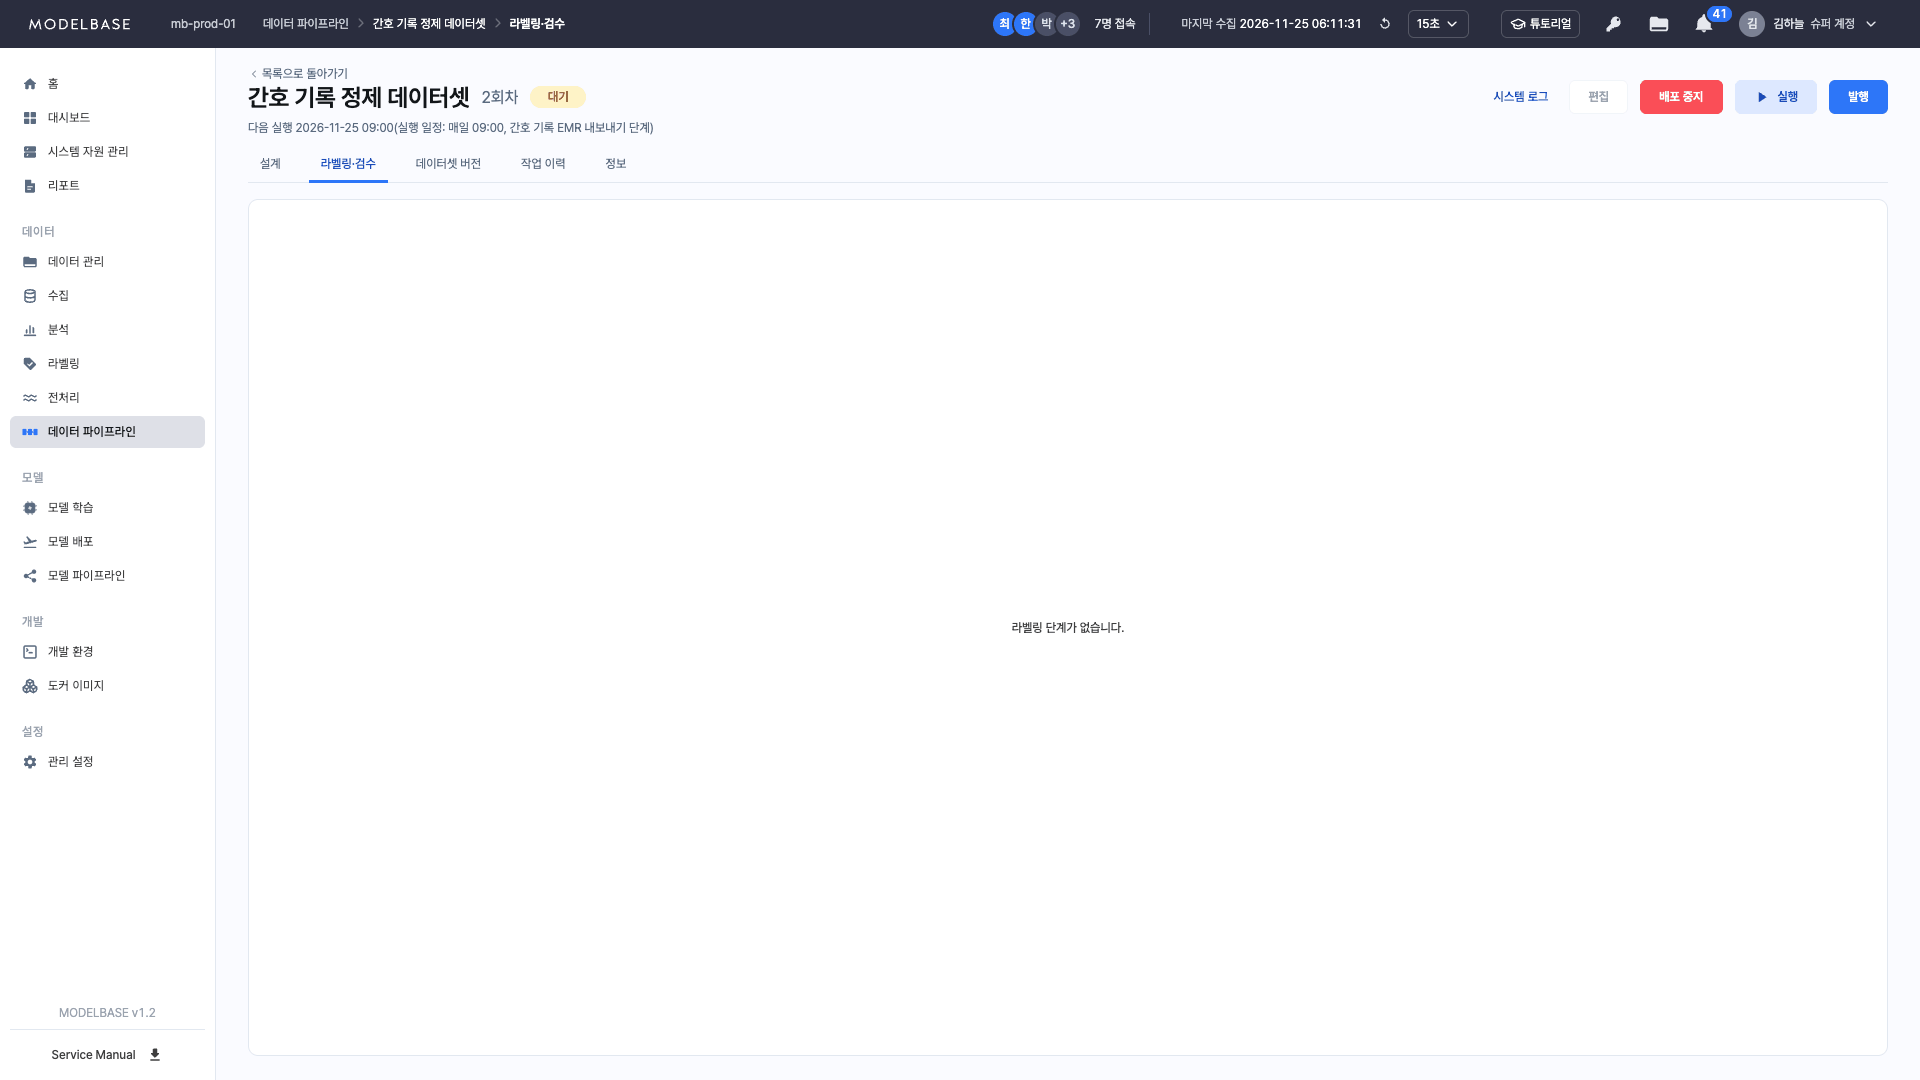 MODELBASE
mb-prod-01
데이터 파이프라인 > 간호 기록 정제 데이터셋 > 라벨링·검수
최 한 박 +3 7명 접속
마지막 수집 2026-11-25 06:11:31
15초
튜토리얼
41
김 김하늘 슈퍼 계정
홈
대시보드
시스템 자원 관리
리포트
데이터
데이터 관리
수집
분석
라벨링
전처리
데이터 파이프라인
모델
모델 학습
모델 배포
모델 파이프라인
개발
개발 환경
도커 이미지
설정
관리 설정
MODELBASE v1.2
Service Manual
목록으로 돌아가기
간호 기록 정제 데이터셋 2회차 대기
다음 실행 2026-11-25 09:00(실행 일정: 매일 09:00, 간호 기록 EMR 내보내기 단계)
시스템 로그 편집 배포 중지 실행 발행
설계 라벨링·검수 데이터셋 버전 작업 이력 정보
라벨링 단계가 없습니다.